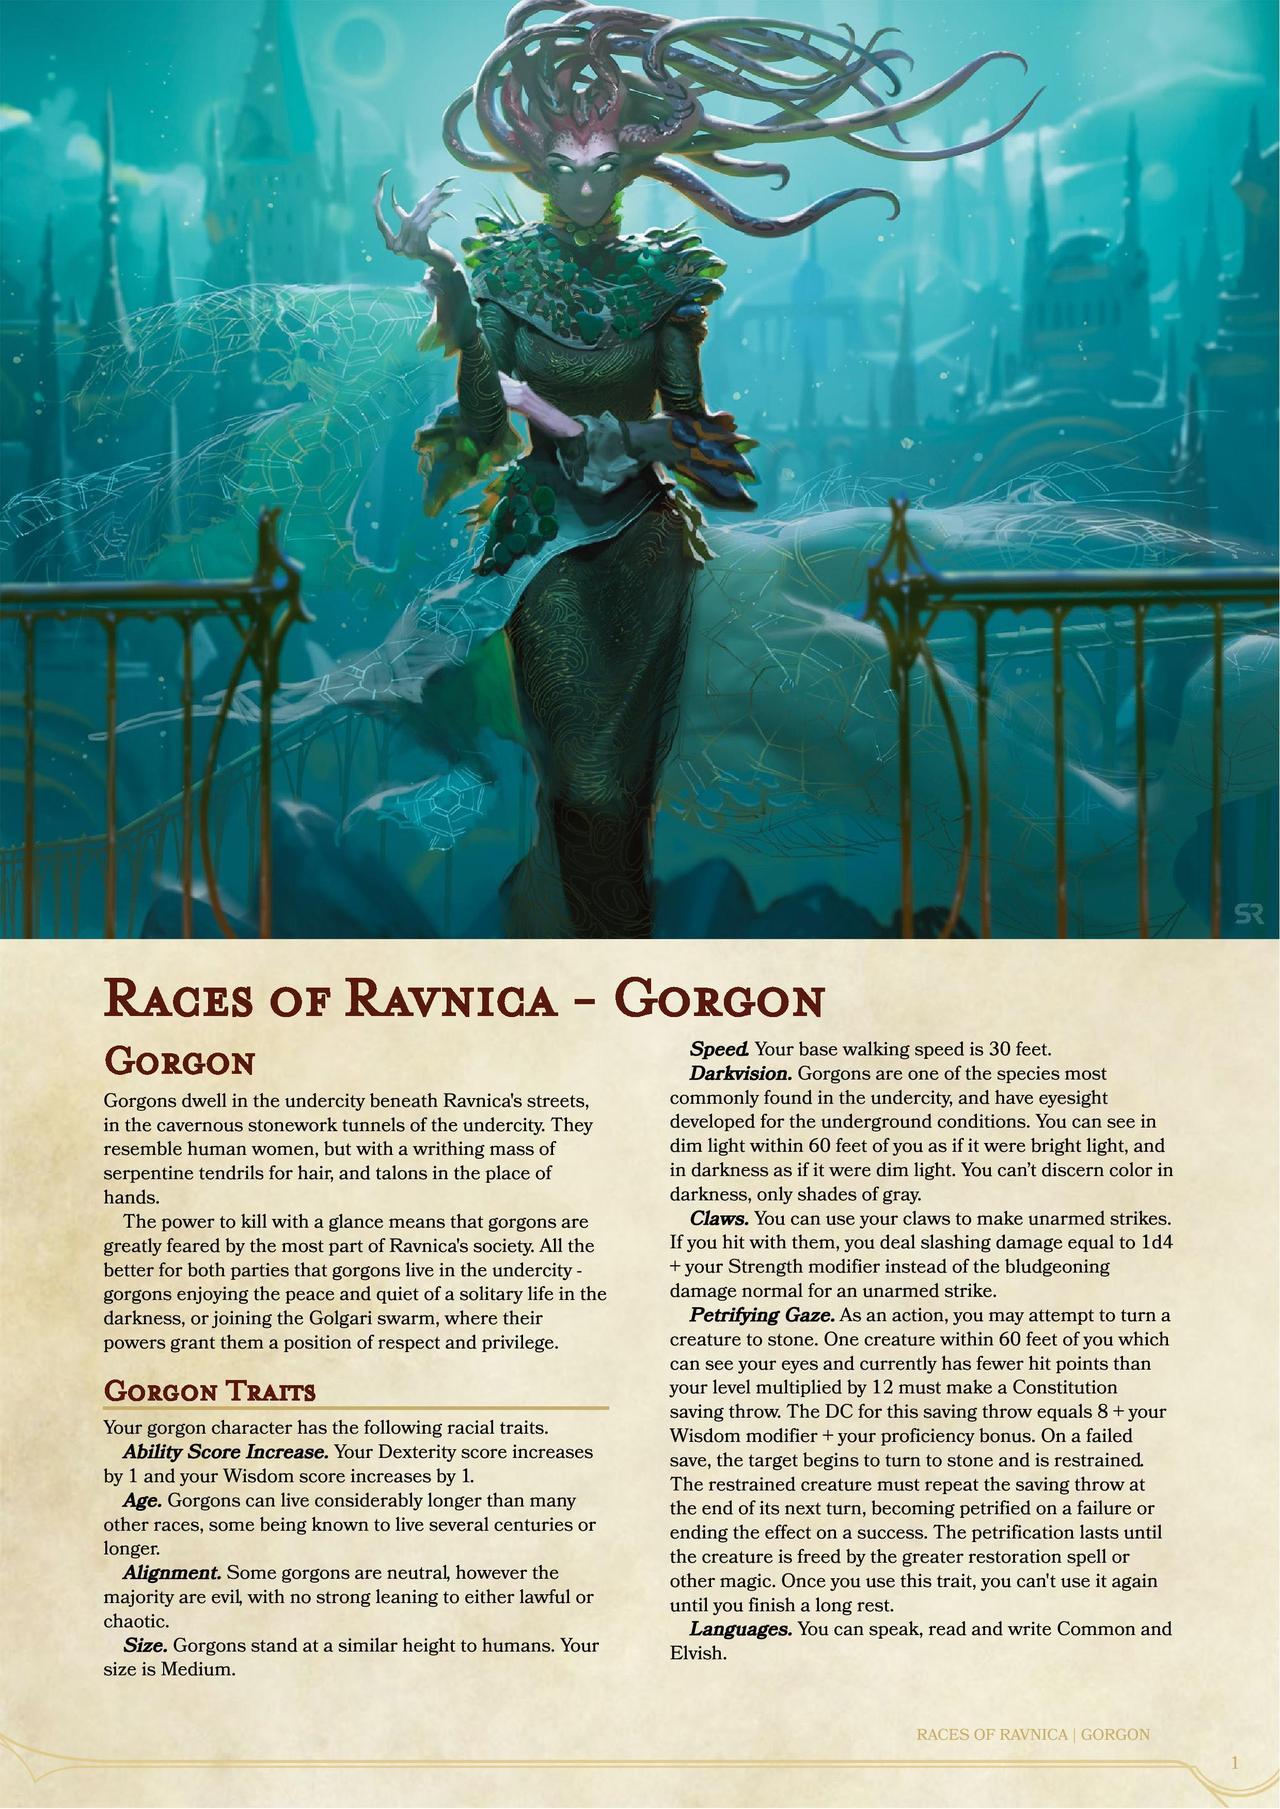 SR
Races of Ravnica - Gorgon
Gorgon
Gorgons dwell in the undercity beneath Ravnica's streets,
in the cavernous stonework tunnels of the undercity. They
resemble human women, but with a writhing mass of
serpentine tendrils for hair, and talons in the place of
hands.
The power to kill with a glance means that gorgons are
greatly feared by the most part of Ravnica's society. All the
better for both parties that gorgons live in the undercity -
gorgons enjoying the peace and quiet of a solitary life in the
darkness, or joining the Golgari swarm, where their
powers grant them a position of respect and privilege.
Gorgon Traits
Your gorgon character has the following racial traits.
Ability Score Increase. Your Dexterity score increases
by 1 and your Wisdom score increases by 1.
Age. Gorgons can live considerably longer than many
other races, some being known to live several centuries or
longer.
Alignment. Some gorgons are neutral, however the
majority are evil, with no strong leaning to either lawful or
chaotic.
Size. Gorgons stand at a similar height to humans. Your
size is Medium.
Speed. Your base walking speed is 30 feet.
Darkvision. Gorgons are one of the species most
commonly found in the undercity, and have eyesight
developed for the underground conditions. You can see in
dim light within 60 feet of you as if it were bright light, and
in darkness as if it were dim light. You can't discern color in
darkness, only shades of gray.
Claws. You can use your claws to make unarmed strikes.
If you hit with them, you deal slashing damage equal to 1d4
+ your Strength modifier instead of the bludgeoning
damage normal for an unarmed strike.
Petrifying Gaze. As an action, you may attempt to turn a
creature to stone. One creature within 60 feet of you which
can see your eyes and currently has fewer hit points than
your level multiplied by 12 must make a Constitution
saving throw. The DC for this saving throw equals 8 + your
Wisdom modifier + your proficiency bonus. On a failed
save, the target begins to turn to stone and is restrained.
The restrained creature must repeat the saving throw at
the end of its next turn, becoming petrified on a failure or
ending the effect on a success. The petrification lasts until
the creature is freed by the greater restoration spell or
other magic. Once you use this trait, you can't use it again
until you finish a long rest.
Languages. You can speak, read and write Common and
Elvish.
RACES OF RAVNICA | GORGON
1